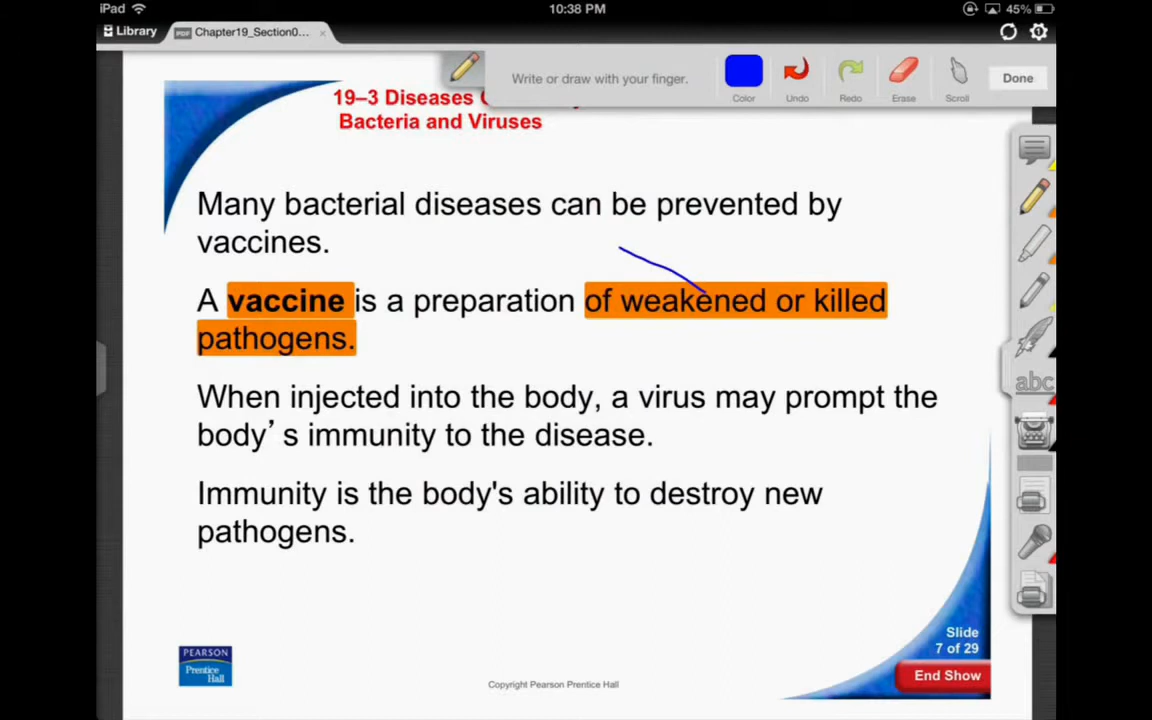 iPad 10:38 PM 45%
Library Chapter19_Section0...
Write or draw with your finger. Color Undo Redo Erase Scroll Done
19–3 Diseases
Bacteria and Viruses
Many bacterial diseases can be prevented by
vaccines.
A vaccine is a preparation of weakened or killed
pathogens.
When injected into the body, a virus may prompt the
body’s immunity to the disease.
Immunity is the body's ability to destroy new
pathogens.
abc
PEARSON
Prentice
Hall
Copyright Pearson Prentice Hall
Slide
7 of 29
End Show